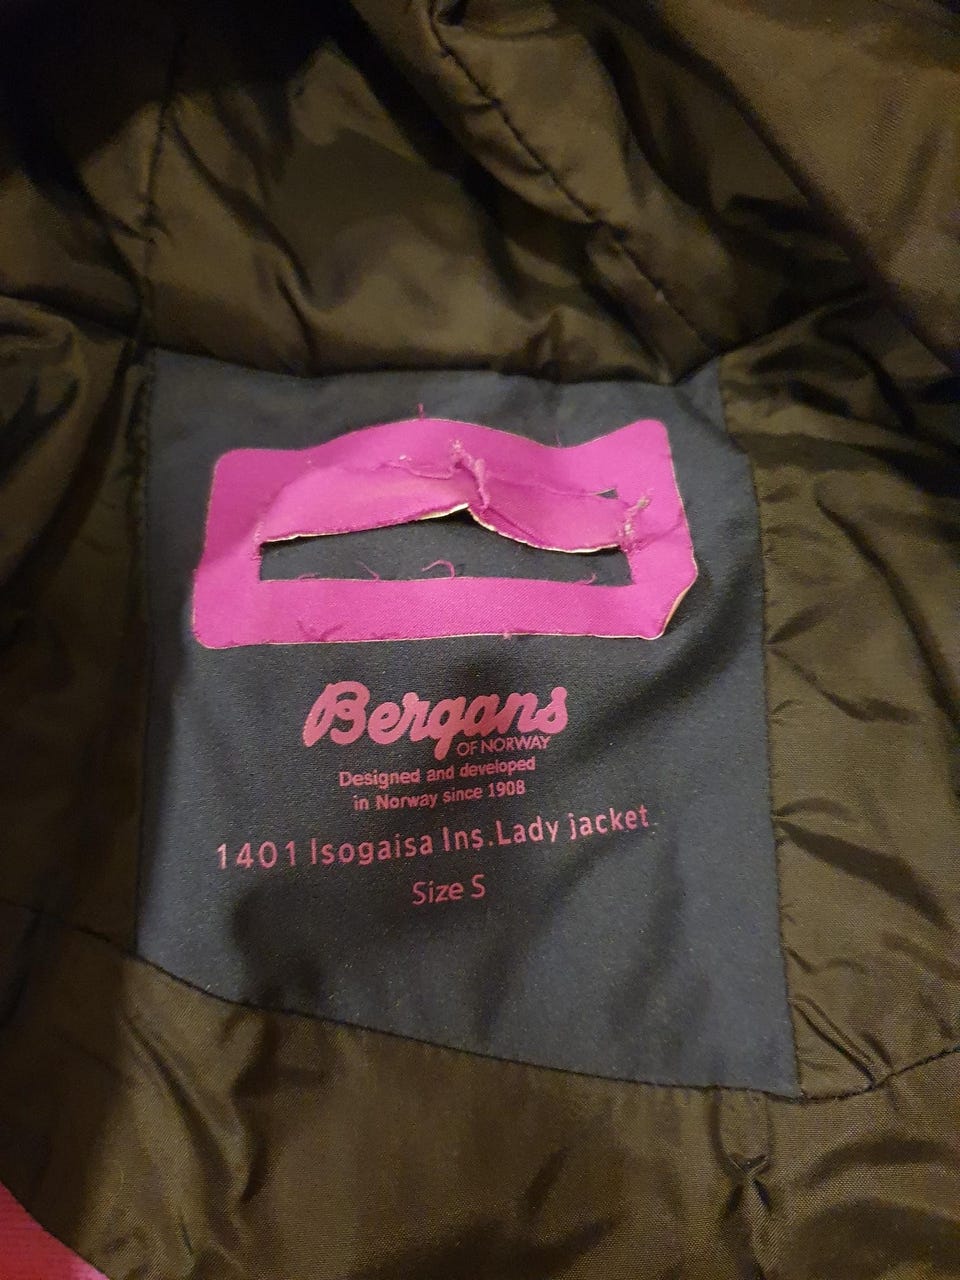 Bergans
OF NORWAY
Designed and developed
in Norway since 1908
1401 Isogaisa Ins.Lady jacket
Size S